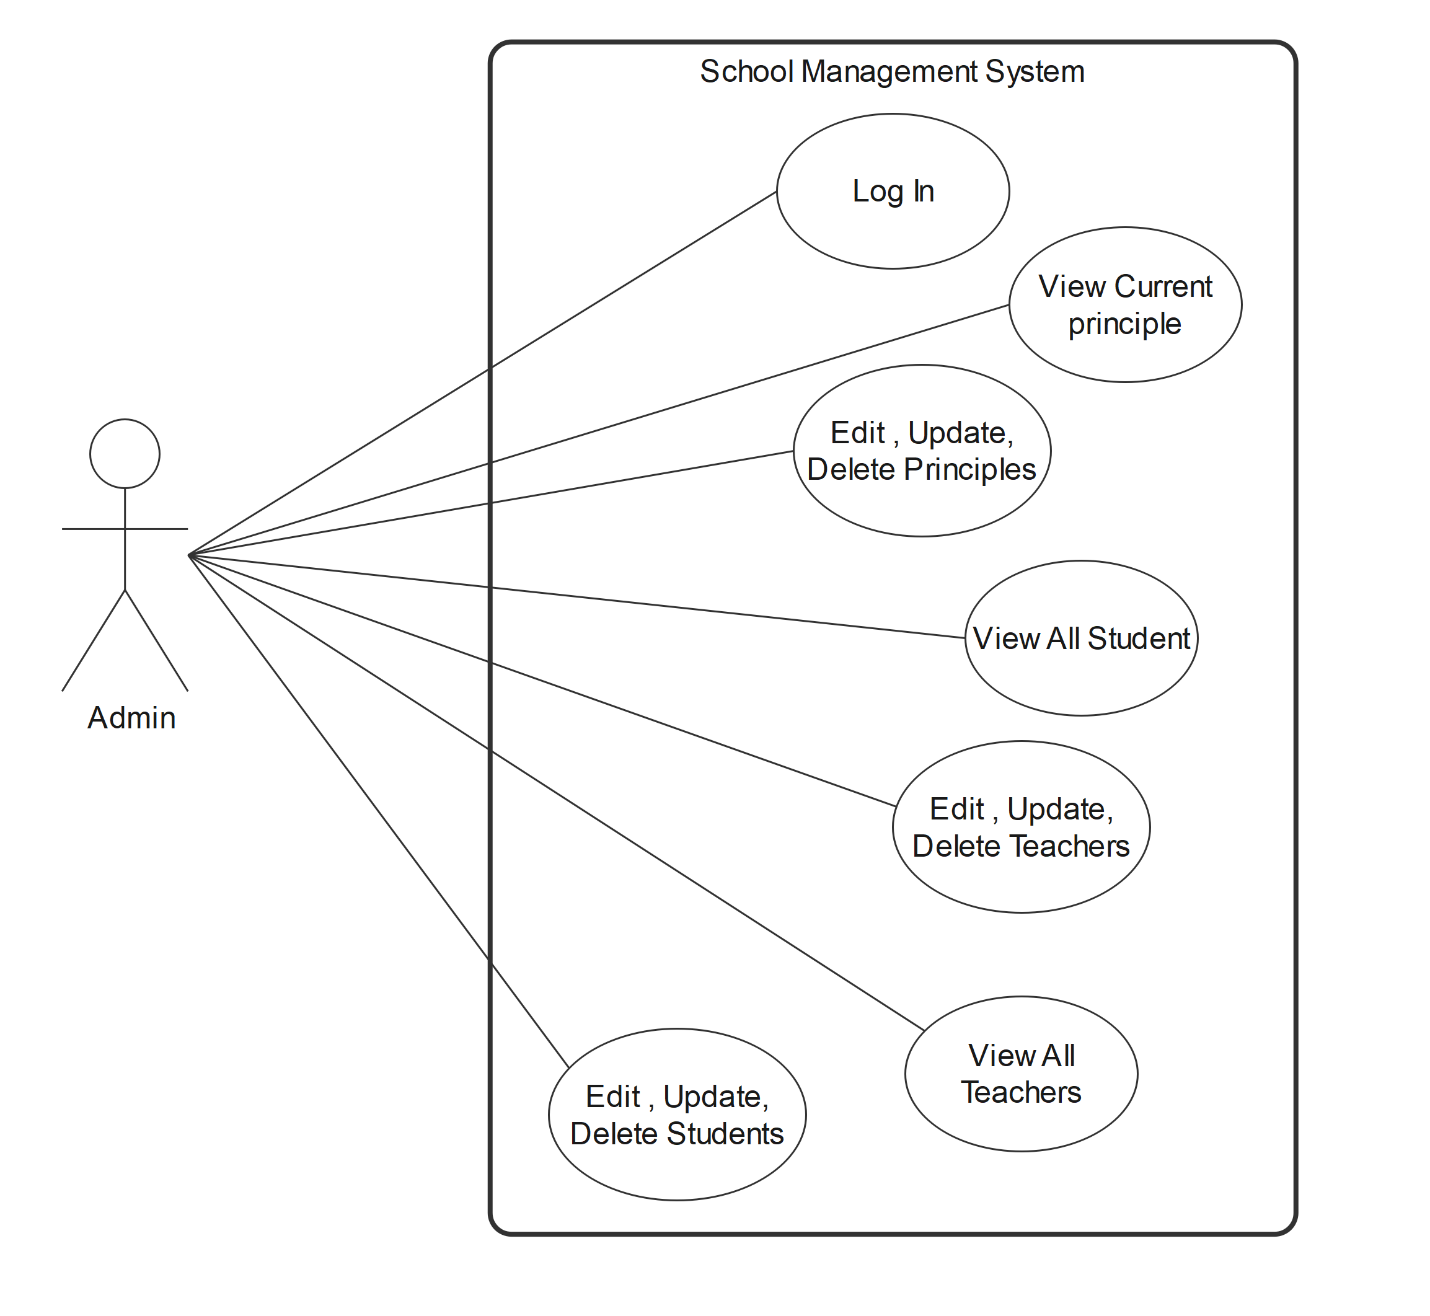 School Management System
Log In
View Current
principle
Edit , Update,
Delete Principles
View All Student
Admin
Edit , Update,
Delete Teachers
View All
Teachers
Edit , Update,
Delete Students